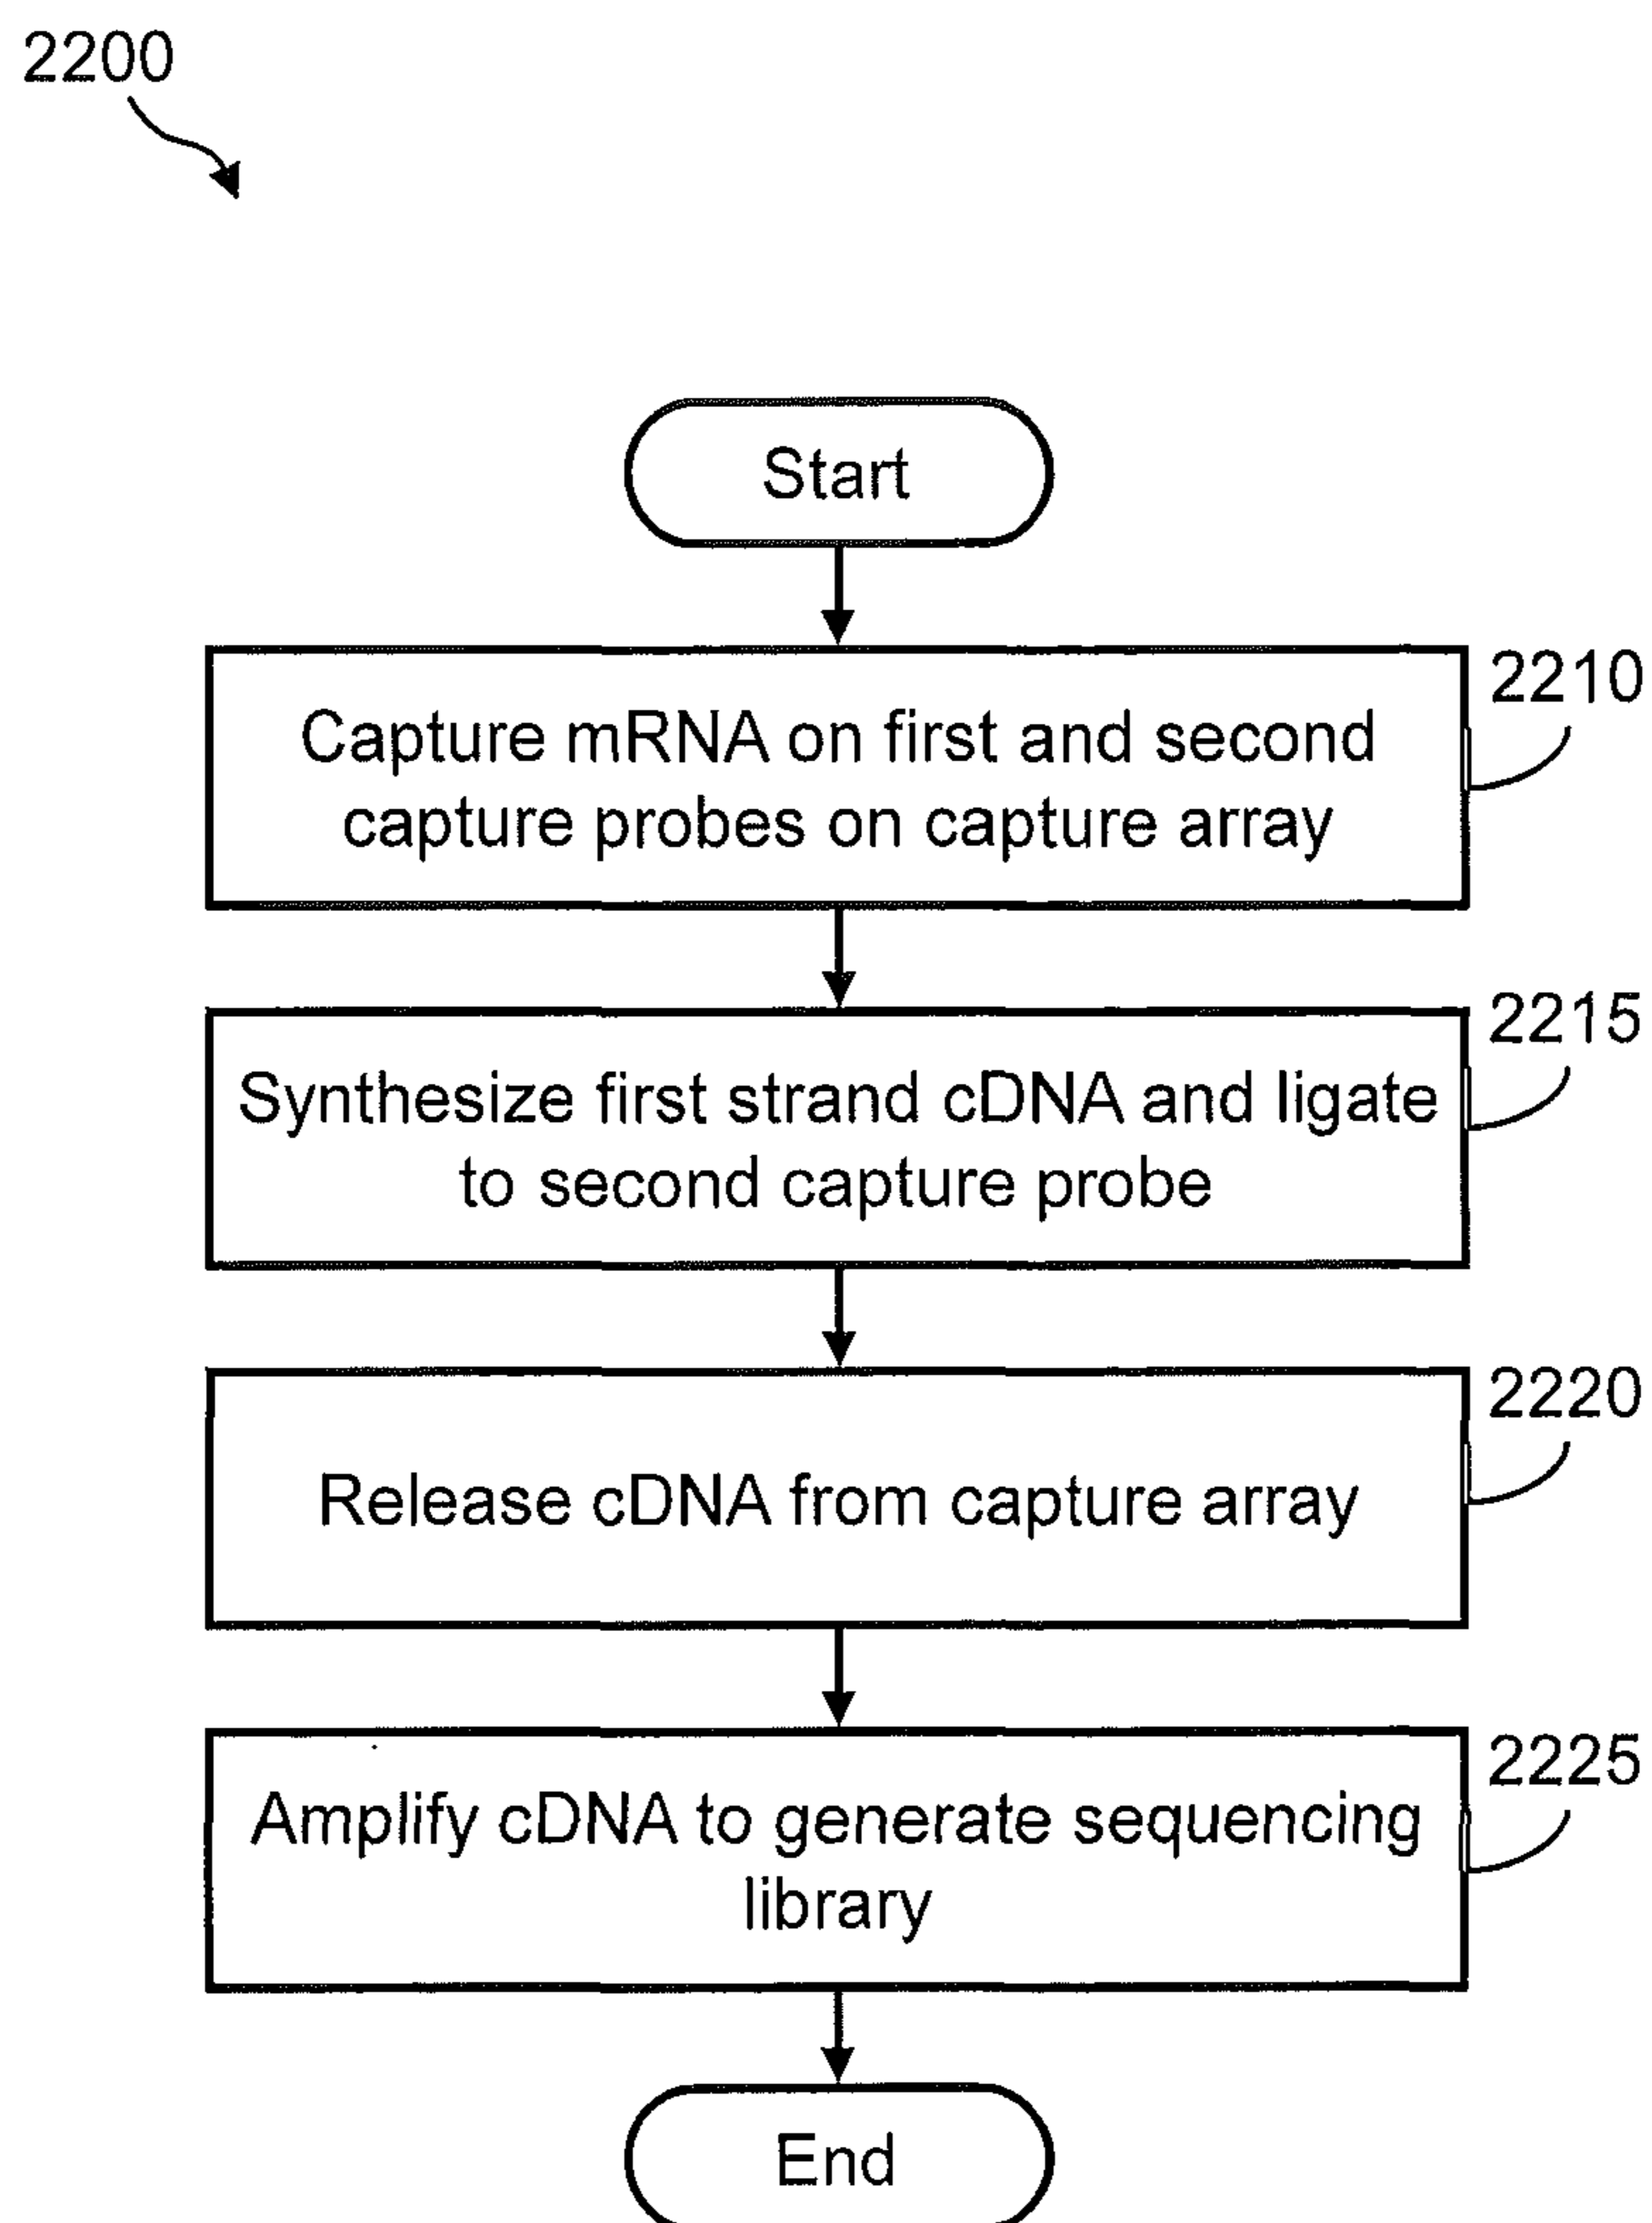 2200
Start
2210
Capture mRNA on first and second
capture probes on capture array
2215
Synthesize first strand cDNA and ligate
to second capture probe
2220
Release cDNA from capture array
2225
Amplify cDNA to generate sequencing
library
End